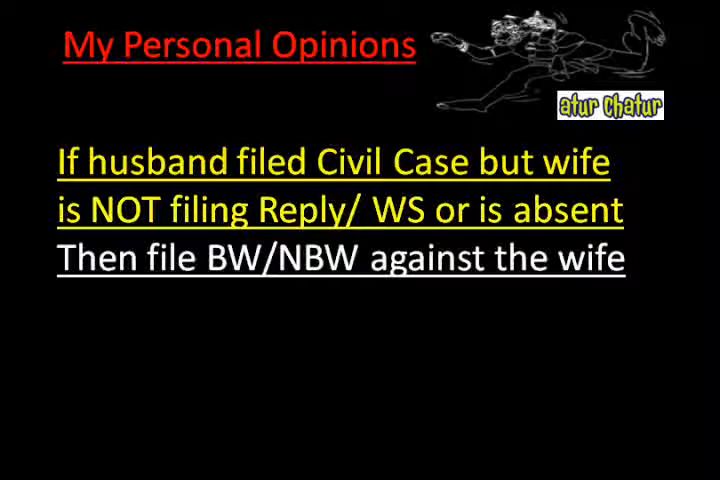 My Personal Opinions
atur chatur
If husband filed Civil Case but wife
is NOT filing Reply/ WS or is absent
Then file BW/NBW against the wife